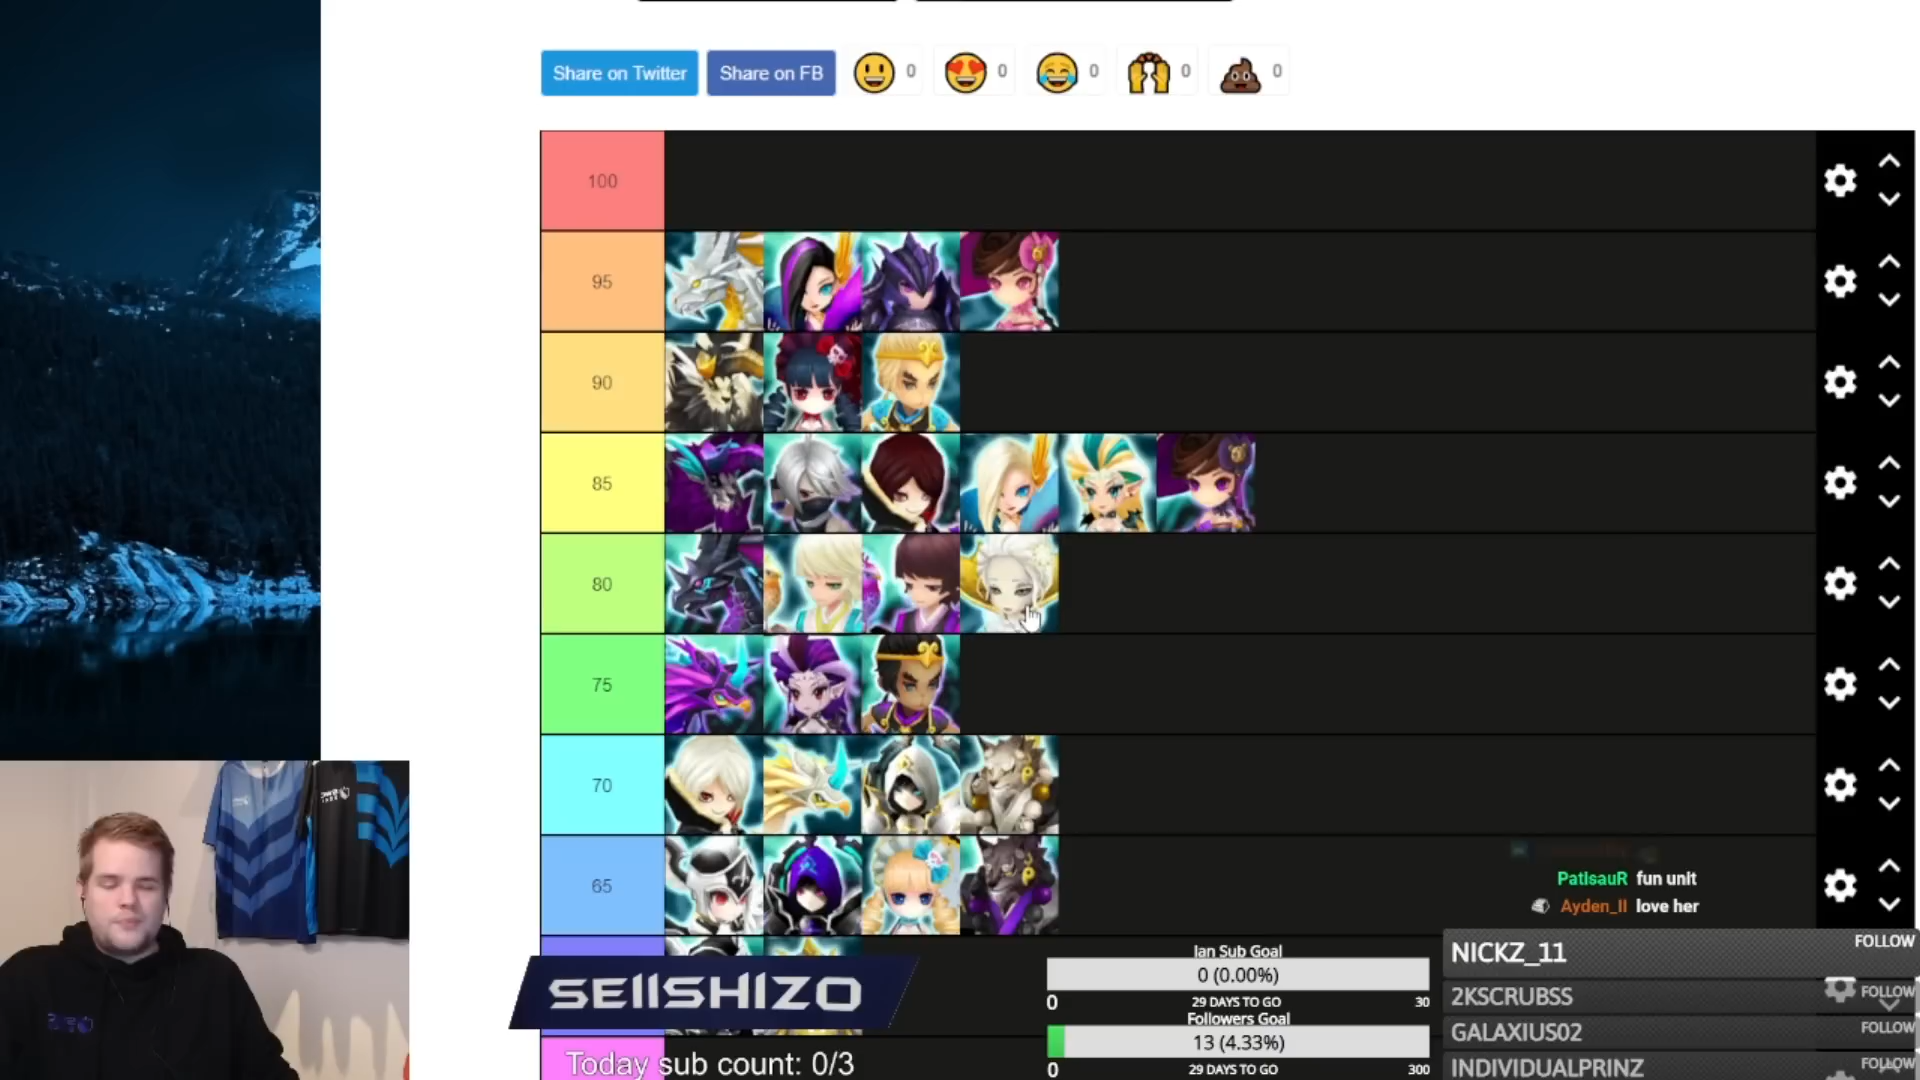 Share on Twitter
Share on FB
0
0
0
0
0
100
95
90
85
80
75
70
65
PatIsauR fun unit
Ayden_II love her
SEIISHIZO
Today sub count: 0/3
Jan Sub Goal
0 (0.00%)
0 29 DAYS TO GO 30
Followers Goal
13 (4.33%)
0 29 DAYS TO GO 300
NICKZ_11 FOLLOW
2KSCRUBSS FOLLOW
GALAXIUS02 FOLLOW
INDIVIDUALPRINZ FOLLOW